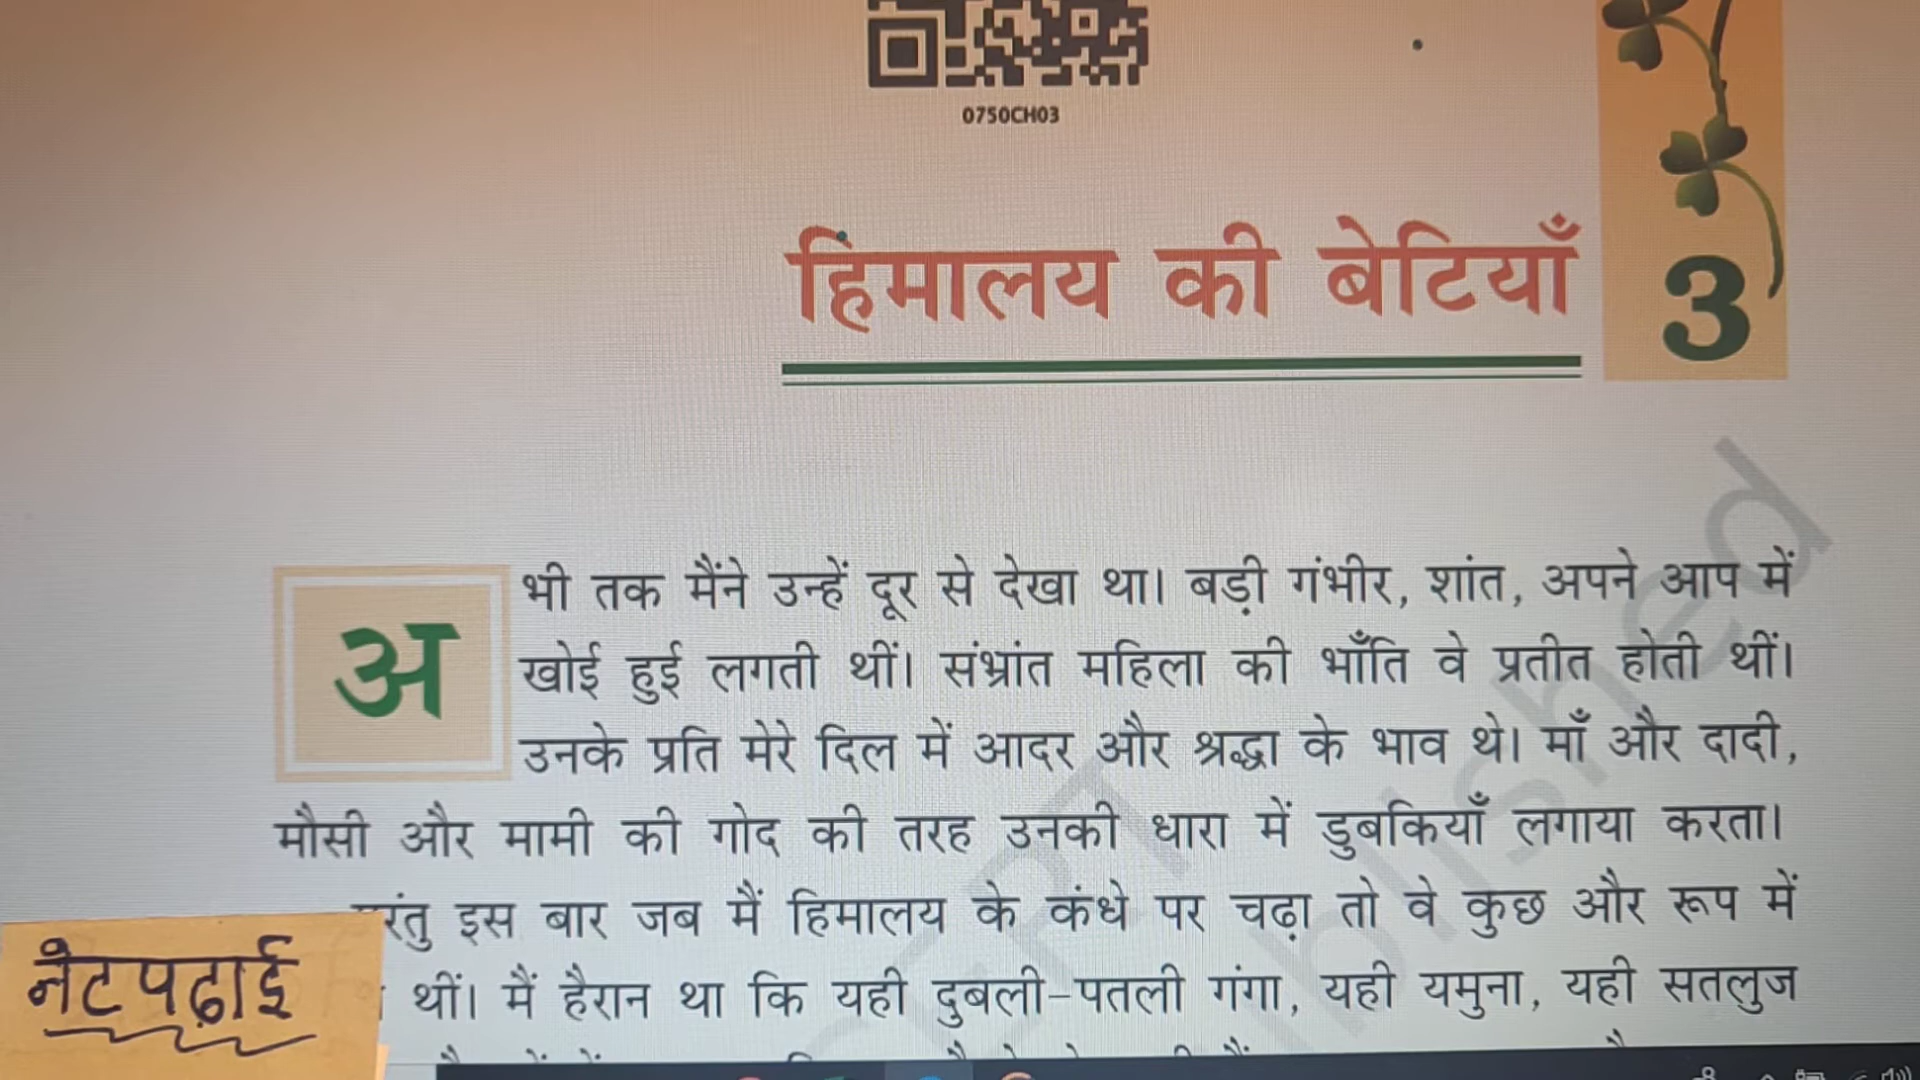 0750CH03
हिमालय की बेटियाँ
3
अ
भी तक मैंने उन्हें दूर से देखा था। बड़ी गंभीर, शांत, अपने आप में
खोई हुई लगती थीं। संभ्रांत महिला की भाँति वे प्रतीत होती थीं।
उनके प्रति मेरे दिल में आदर और श्रद्धा के भाव थे। माँ और दादी,
मौसी और मामी की गोद की तरह उनकी धारा में डुबकियाँ लगाया करता।
इस बार जब मैं हिमालय के कंधे पर चढ़ा तो वे कुछ और रूप में
थीं। मैं हैरान था कि यही दुबली-पतली गंगा, यही यमुना, यही सतलुज
नेटपढ़ाई